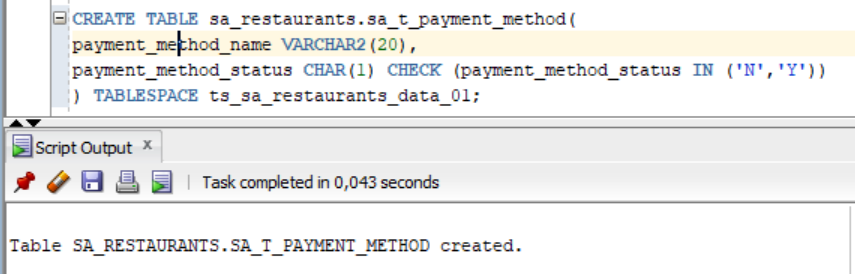 CREATE TABLE sa_restaurants.sa_t_payment_method(
payment_method_name VARCHAR2(20),
payment_method_status CHAR(1) CHECK (payment_method_status IN ('N','Y'))
) TABLESPACE ts_sa_restaurants_data_01;
Script Output x
Task completed in 0,043 seconds
Table SA_RESTAURANTS.SA_T_PAYMENT_METHOD created.